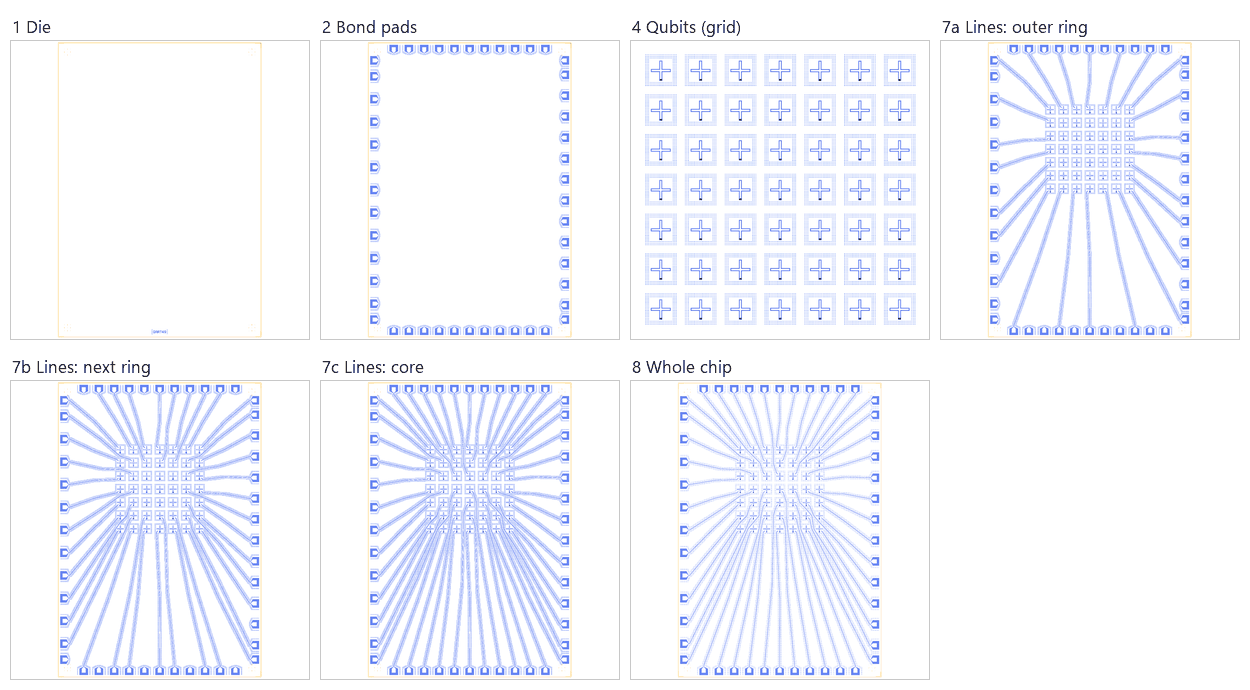 1 Die
2 Bond pads
4 Qubits (grid)
7a Lines: outer ring
7b Lines: next ring
7c Lines: core
8 Whole chip